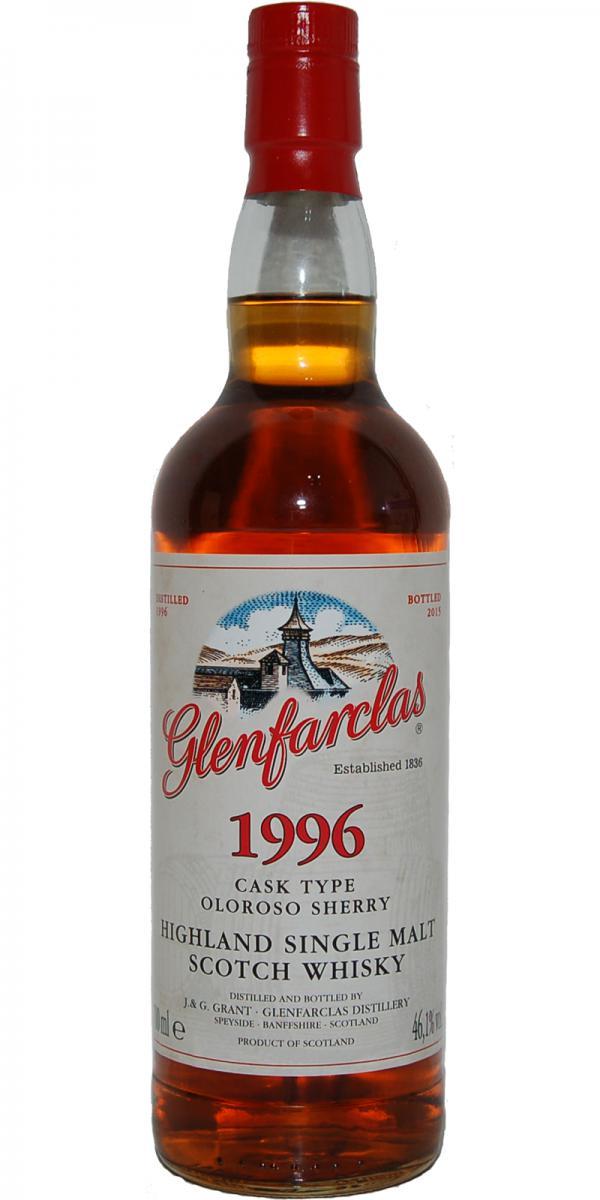 DISTILLED
1996
BOTTLED
2015
Glenfarclas®
Established 1836
1996
CASK TYPE
OLOROSO SHERRY
HIGHLAND SINGLE MALT
SCOTCH WHISKY
DISTILLED AND BOTTLED BY
J.& G. GRANT · GLENFARCLAS DISTILLERY
SPEYSIDE · BANFFSHIRE · SCOTLAND
00ml e
46,1% vol
PRODUCT OF SCOTLAND